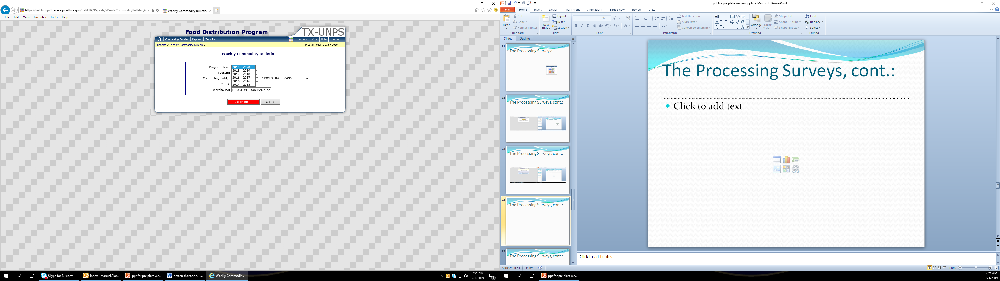 https://test.txunps1.texasagriculture.gov/uat/FDP/Reports/WeeklyCommodityBulleti
Weekly Commodity Bulletin
File Edit View Favorites Tools Help
Food Distribution Program
TX-UNPS
Contracting Entities Reports Security Programs Year Help Log Out
Reports > Weekly Commodity Bulletin > Program Year: 2019 - 2020
Weekly Commodity Bulletin
Program Year: 2019 - 2020
2018 - 2019
Program: 2017 - 2018
2016 - 2017
Contracting Entity: C SCHOOLS, INC.-00496
2015 - 2016
CE ID: 2014 - 2015
Warehouse: HOUSTON FOOD BANK
Create Report Cancel
ppt for pre plate webinar.pptx - Microsoft PowerPoint
File Home Insert Design Transitions Animations Slide Show Review View
Paste
Cut
Copy
Format Painter
Clipboard
New Slide
Layout
Reset
Section
Slides
26
Font
Text Direction
Align Text
Convert to SmartArt
Paragraph
Arrange
Quick Styles
Shape Fill
Shape Outline
Shape Effects
Drawing
Find
Replace
Select
Editing
Slides Outline
21
The Processing Surveys:
22
The Processing Surveys, cont.:
23
The Processing Surveys, cont.:
24
The Processing Surveys, cont.:
25
The Processing Surveys, cont.:
The Processing Surveys, cont.:
Click to add text
Click to add notes
Slide 24 of 31 "Flow" 110%
Skype for Business
Inbox - Manuel.Flor...
ppt for pre plate we...
screen shots.docx -...
Weekly Commodit...
7:21 AM
2/1/2019
ppt for pre plate we...
7:21 AM
2/1/2019